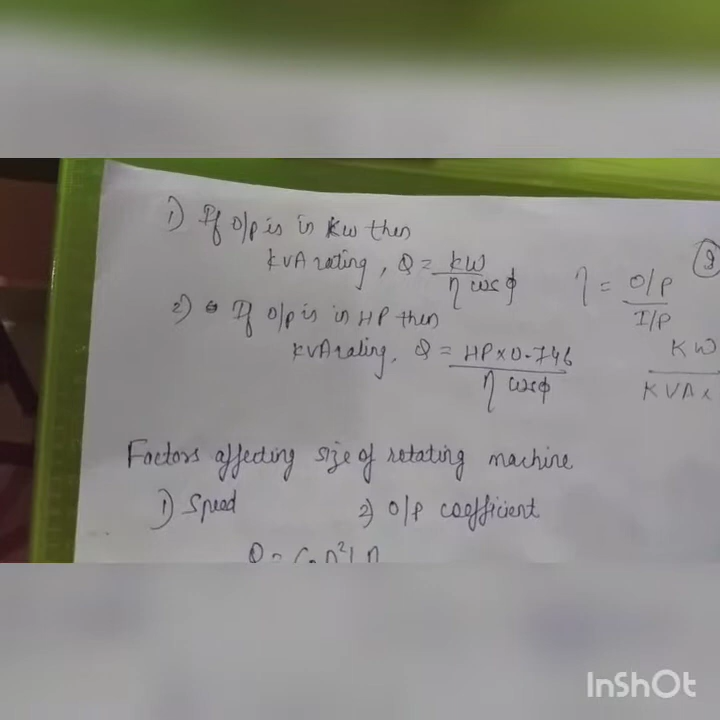 1) If O/P is in KW then
KVA rating, Q = KW / η cos φ
η = O/P / I/P
2) If O/P is in HP then
KVA rating, Q = HP x 0.746 / η cos φ
KW
KVA x
Factors affecting size of rotating machine
1) Speed 2) O/P coefficient
Q =
InShOt